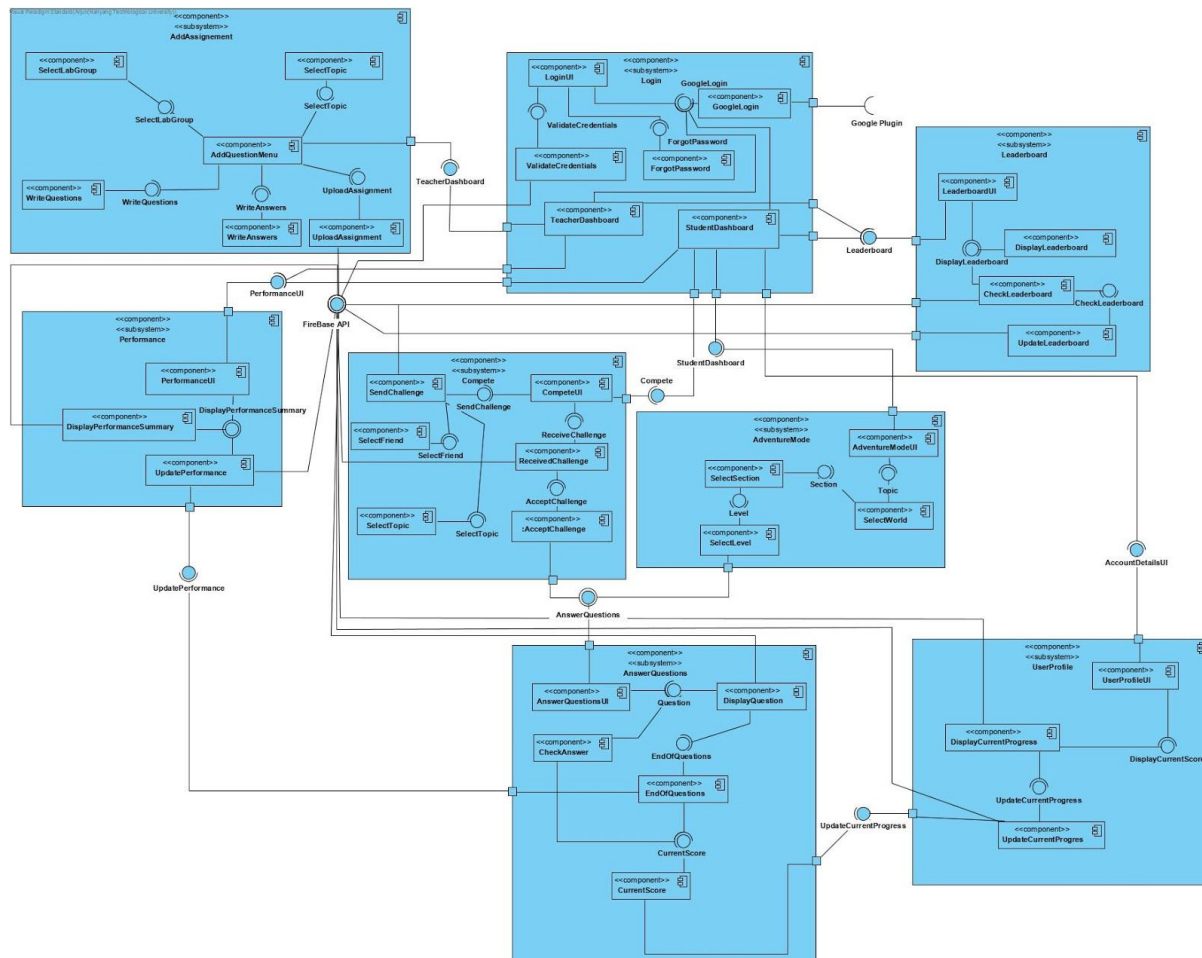 Visual Paradigm Standard(Arjun(Nanyang Technological University))
<<component>>
<<subsystem>>
AddAssignement
<<component>>
SelectLabGroup
<<component>>
SelectTopic
SelectLabGroup
SelectTopic
<<component>>
AddQuestionMenu
<<component>>
WriteQuestions
WriteQuestions
WriteAnswers
UploadAssignment
<<component>>
WriteAnswers
<<component>>
UploadAssignment
TeacherDashboard
<<component>>
<<subsystem>>
Login
<<component>>
LoginUI
GoogleLogin
<<component>>
GoogleLogin
Google Plugin
ValidateCredentials
ForgotPassword
<<component>>
ValidateCredentials
<<component>>
ForgotPassword
<<component>>
TeacherDashboard
<<component>>
StudentDashboard
Leaderboard
<<component>>
<<subsystem>>
Leaderboard
<<component>>
LeaderboardUI
<<component>>
DisplayLeaderboard
DisplayLeaderboard
<<component>>
CheckLeaderboard
CheckLeaderboard
<<component>>
UpdateLeaderboard
PerformanceUI
FireBase API
<<component>>
<<subsystem>>
Performance
<<component>>
PerformanceUI
DisplayPerformanceSummary
<<component>>
DisplayPerformanceSummary
<<component>>
UpdatePerformance
UpdatePerformance
<<component>>
<<subsystem>>
Compete
<<component>>
SendChallenge
SendChallenge
<<component>>
CompeteUI
Compete
StudentDashboard
<<component>>
SelectFriend
SelectFriend
ReceiveChallenge
<<component>>
ReceivedChallenge
AcceptChallenge
<<component>>
SelectTopic
SelectTopic
<<component>>
:AcceptChallenge
<<component>>
<<subsystem>>
AdventureMode
<<component>>
AdventureModeUI
<<component>>
SelectSection
Section
Topic
Level
<<component>>
SelectWorld
<<component>>
SelectLevel
AccountDetailsUI
AnswerQuestions
<<component>>
<<subsystem>>
AnswerQuestions
<<component>>
AnswerQuestionsUI
Question
<<component>>
DisplayQuestion
<<component>>
CheckAnswer
EndOfQuestions
<<component>>
EndOfQuestions
CurrentScore
<<component>>
CurrentScore
UpdateCurrentProgress
<<component>>
<<subsystem>>
UserProfile
<<component>>
UserProfileUI
<<component>>
DisplayCurrentProgress
DisplayCurrentScore
UpdateCurrentProgress
<<component>>
UpdateCurrentProgres